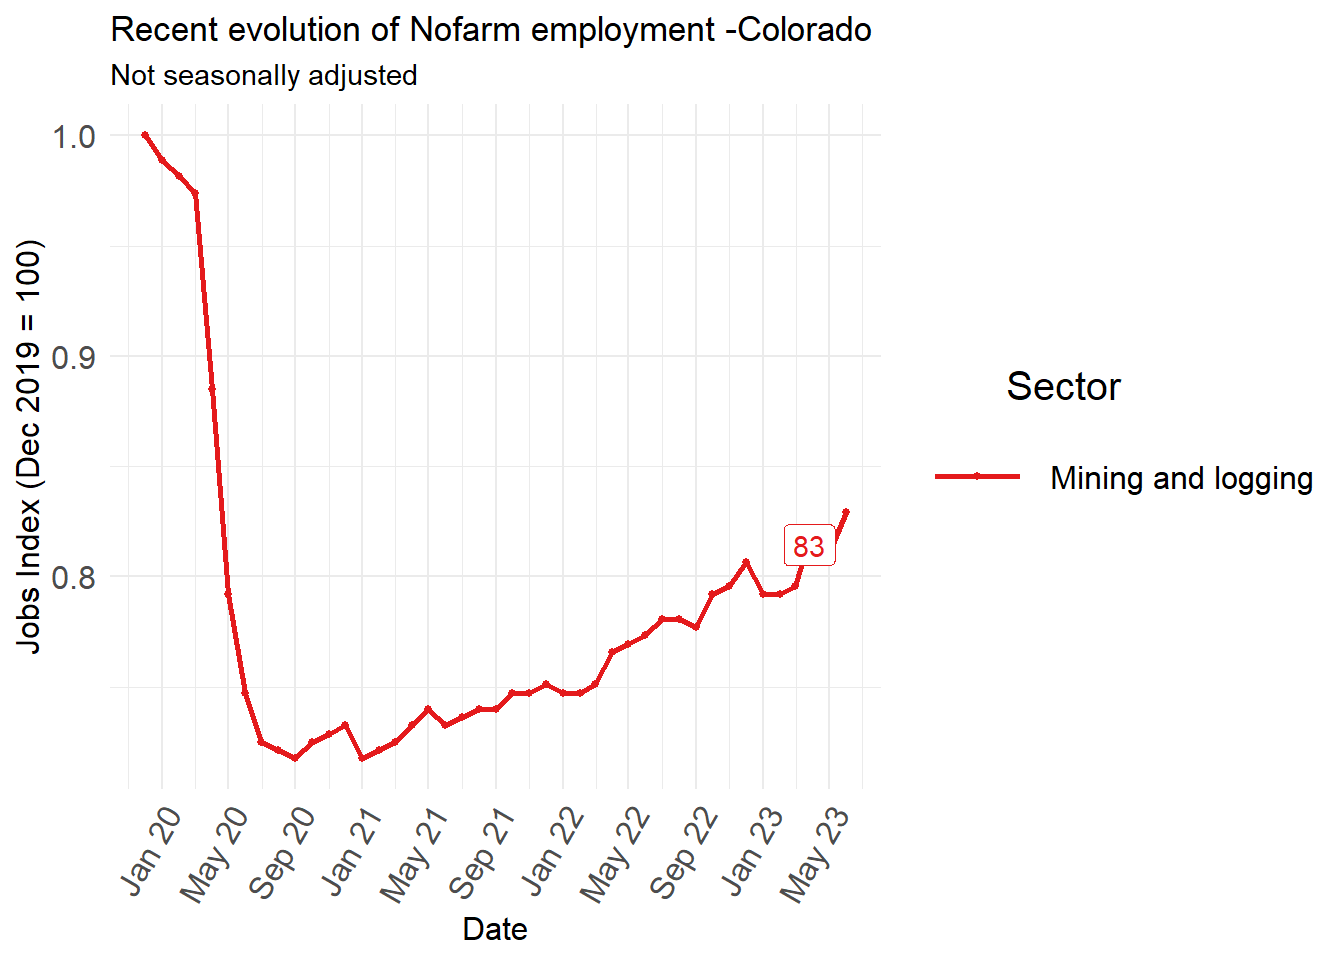 Recent evolution of Nofarm employment -Colorado
Not seasonally adjusted
Jobs Index (Dec 2019 = 100)
1.0
0.9
0.8
83
Jan 20
May 20
Sep 20
Jan 21
May 21
Sep 21
Jan 22
May 22
Sep 22
Jan 23
May 23
Date
Sector
Mining and logging